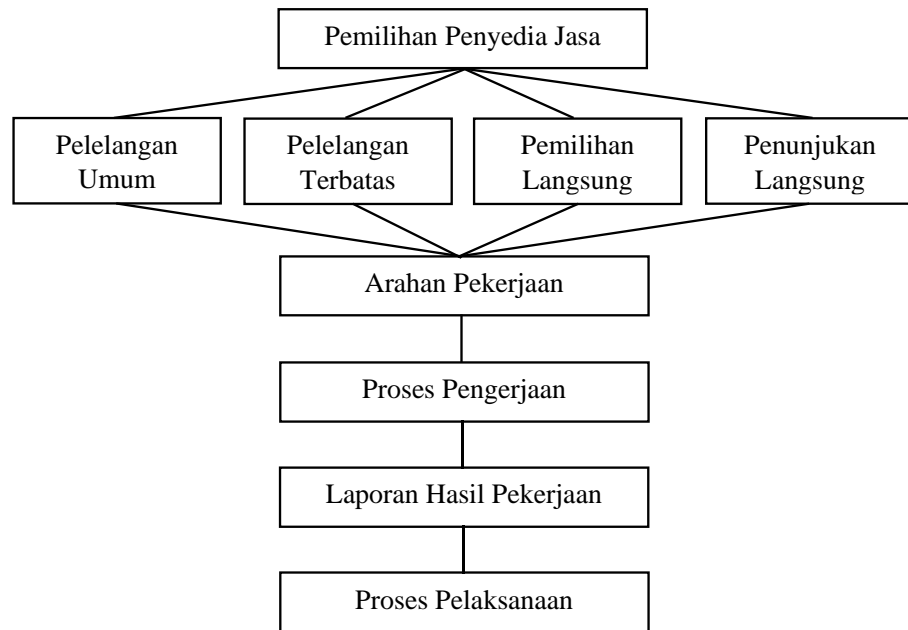 Pemilihan Penyedia Jasa
Pelelangan
Umum
Pelelangan
Terbatas
Pemilihan
Langsung
Penunjukan
Langsung
Arahan Pekerjaan
Proses Pengerjaan
Laporan Hasil Pekerjaan
Proses Pelaksanaan